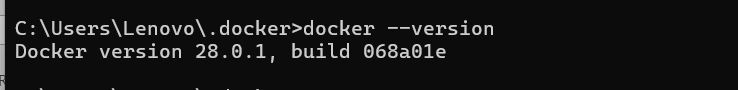 C:\Users\Lenovo\.docker>docker --version
Docker version 28.0.1, build 068a01e